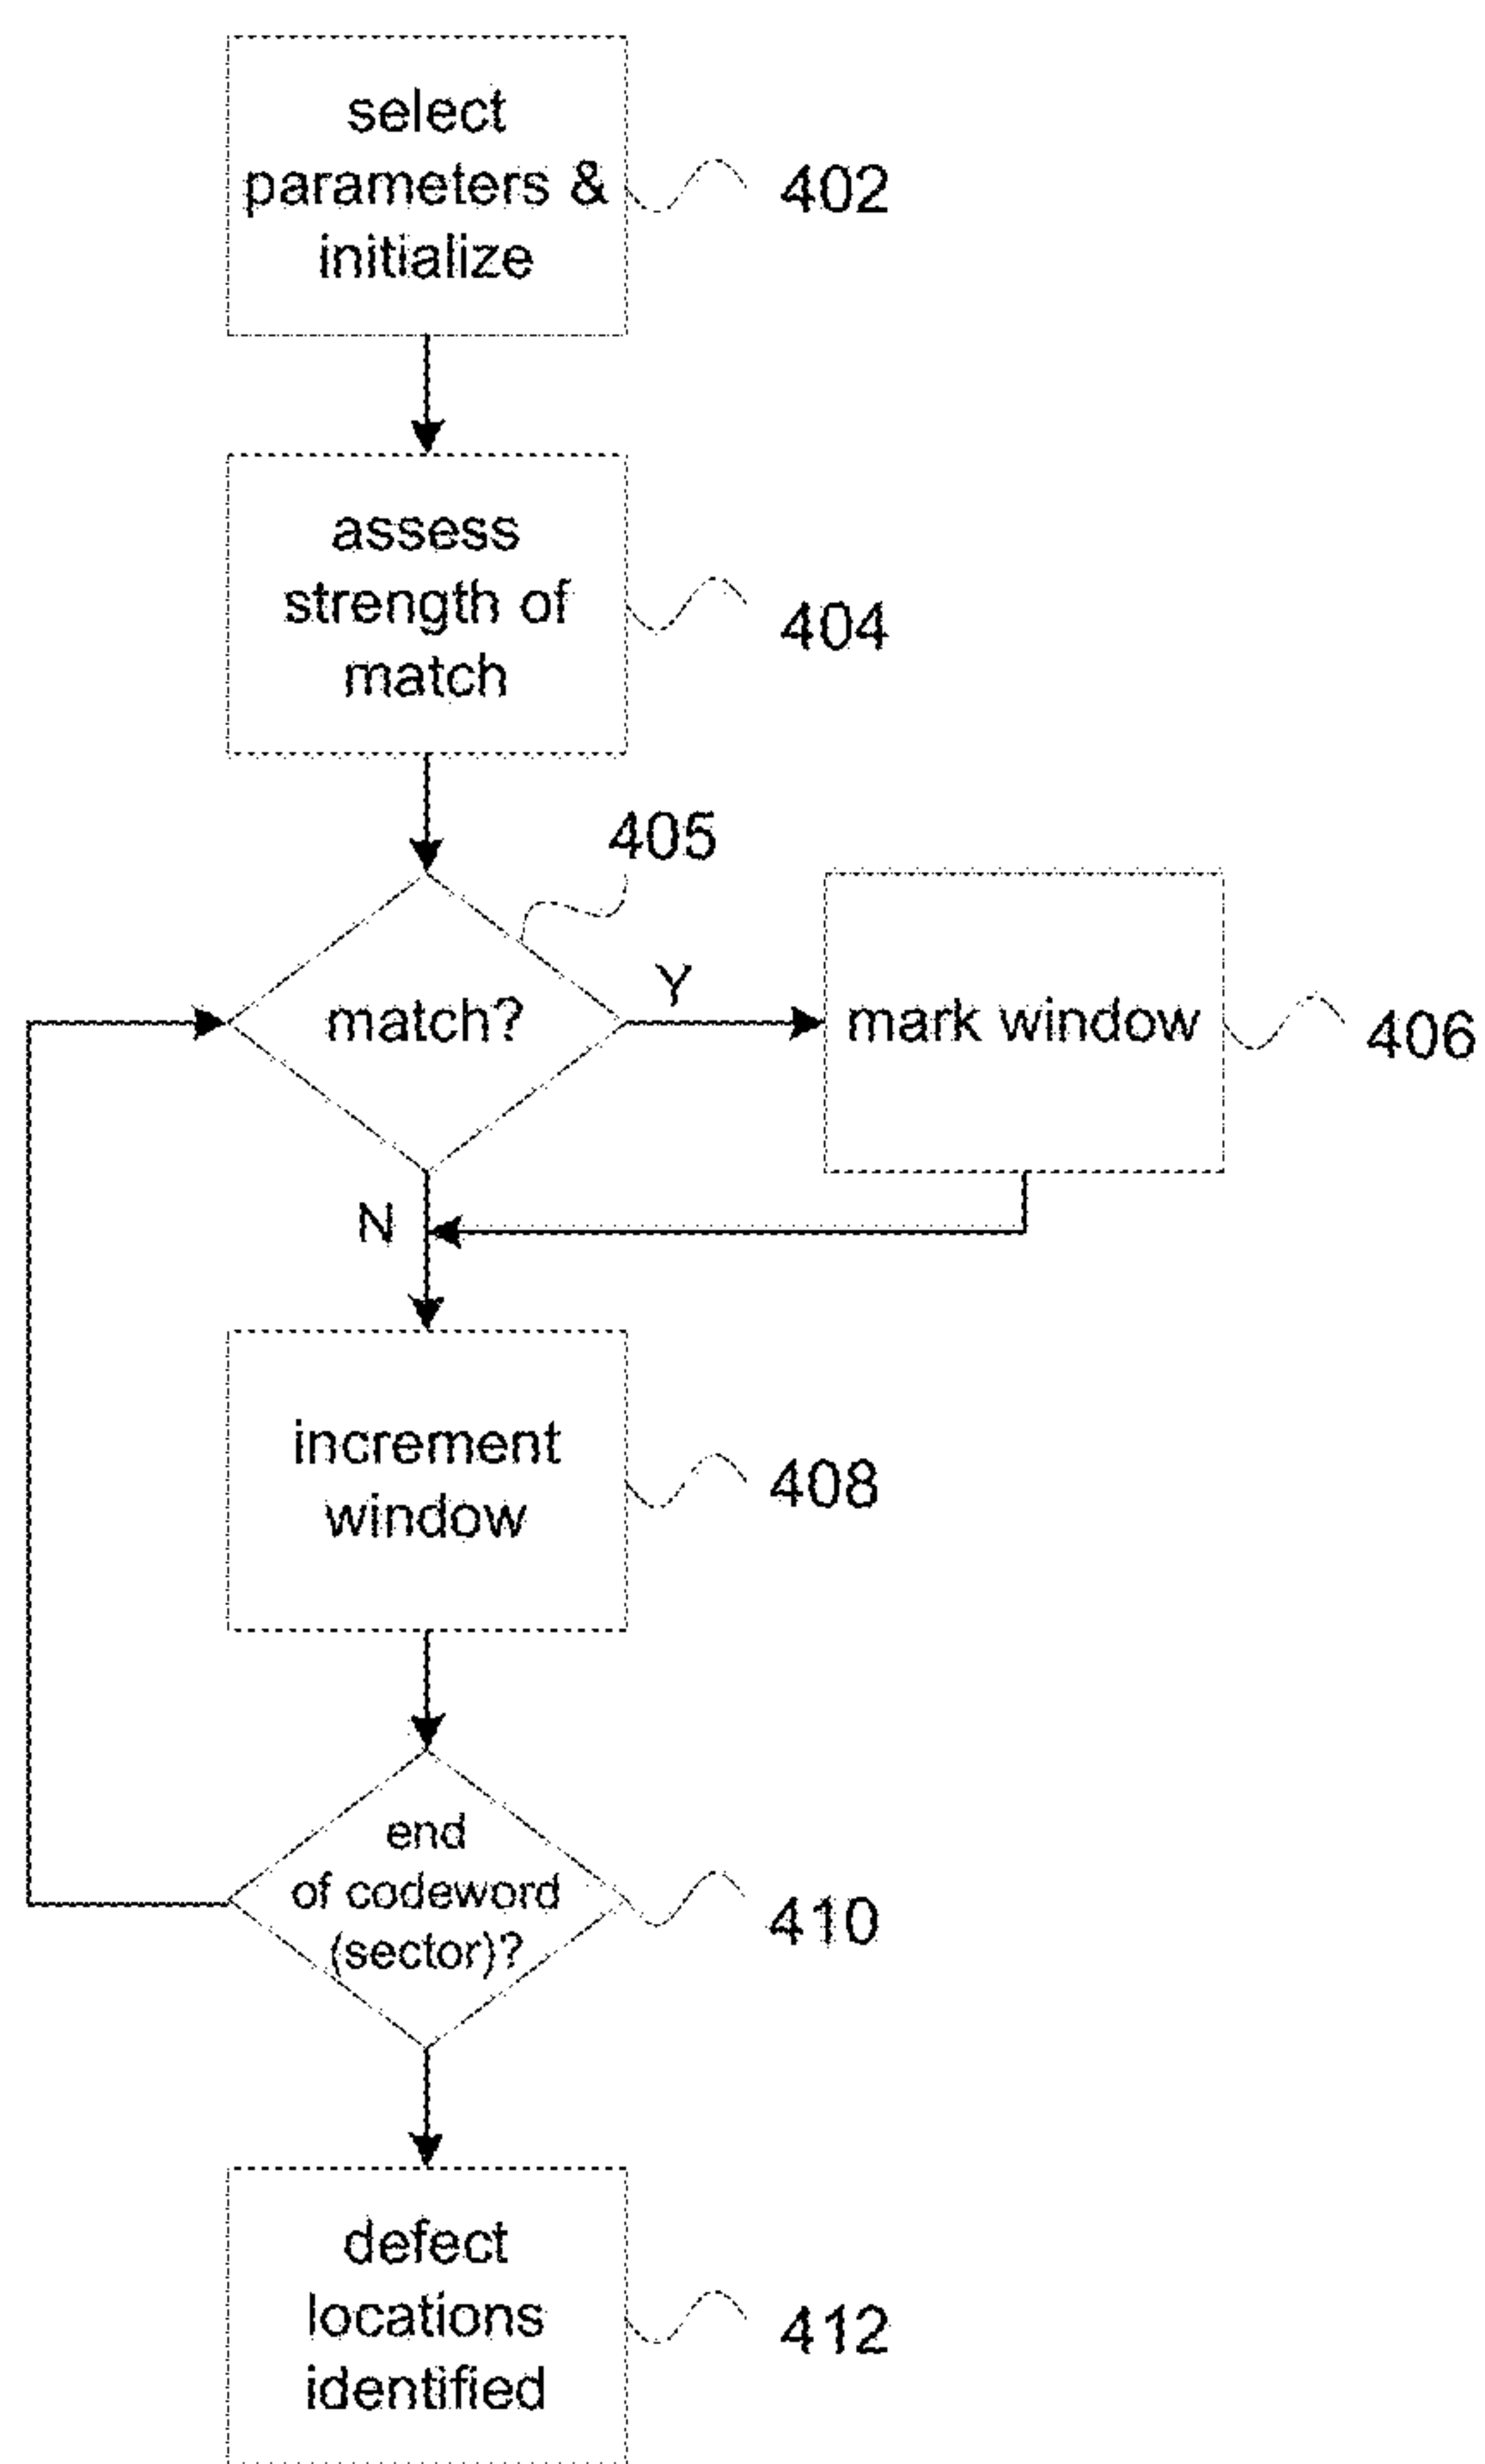 select
parameters &
initialize
402
assess
strength of
match
404
405
match?
Y
mark window
406
N
increment
window
408
end
of codeword
(sector)?
410
defect
locations
identified
412